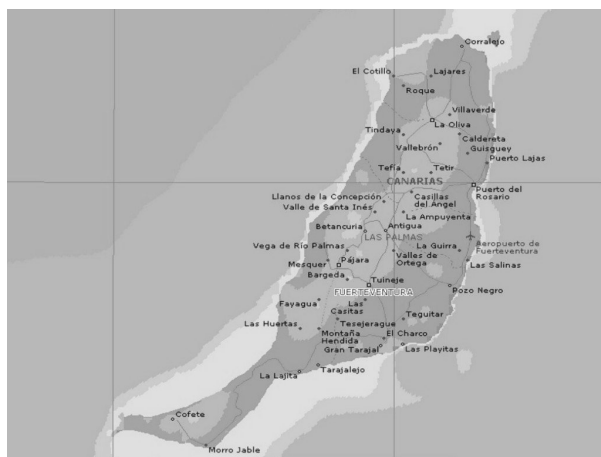 Corralejo
El Cotillo
Lajares
Roque
Villaverde
La Oliva
Tindaya
Caldereta
Vallebrón
Guisguey
Puerto Lajas
Tefía
Tetir
CANARIAS
Puerto del
Rosario
Llanos de la Concepción
Casillas
del Ángel
Valle de Santa Inés
La Ampuyenta
Betancuria
Antigua
LAS PALMAS
Aeropuerto de
Fuerteventura
Vega de Río Palmas
La Guirra
Valles de
Ortega
Mesquer
Pájara
Las Salinas
Bargeda
Tuineje
FUERTEVENTURA
Pozo Negro
Fayagua
Las
Casitas
Teguitar
Las Huertas
Tesejerague
Montaña
Hendida
El Charco
Gran Tarajal
Las Playitas
La Lajita
Tarajalejo
Cofete
Morro Jable